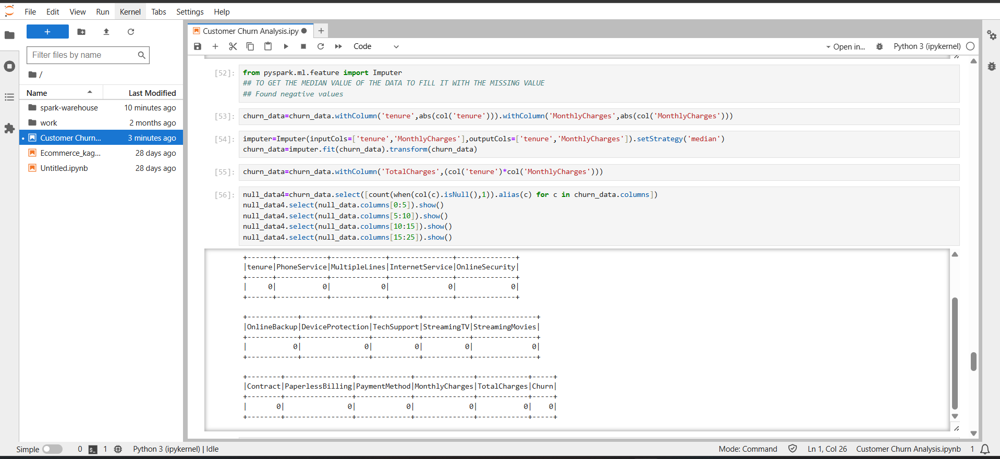 File Edit View Run Kernel Tabs Settings Help
+
Filter files by name
/
Name Last Modified
spark-warehouse 10 minutes ago
work 2 months ago
Customer Churn... 3 minutes ago
Ecommerce_kag... 28 days ago
Untitled.ipynb 28 days ago
Customer Churn Analysis.ipy
Code
Open in... Python 3 (ipykernel)
[52]: from pyspark.ml.feature import Imputer
## TO GET THE MEDIAN VALUE OF THE DATA TO FILL IT WITH THE MISSING VALUE
## Found negative values
[53]: churn_data=churn_data.withColumn('tenure',abs(col('tenure'))).withColumn('MonthlyCharges',abs(col('MonthlyCharges')))
[54]: imputer=Imputer(inputCols=['tenure','MonthlyCharges'],outputCols=['tenure','MonthlyCharges']).setStrategy('median')
churn_data=imputer.fit(churn_data).transform(churn_data)
[55]: churn_data=churn_data.withColumn('TotalCharges',(col('tenure')*col('MonthlyCharges')))
[56]: null_data4=churn_data.select([count(when(col(c).isNull(),1)).alias(c) for c in churn_data.columns])
null_data4.select(null_data.columns[0:5]).show()
null_data4.select(null_data.columns[5:10]).show()
null_data4.select(null_data.columns[10:15]).show()
null_data4.select(null_data.columns[15:25]).show()
+------+------------+-------------+---------------+--------------+
|tenure|PhoneService|MultipleLines|InternetService|OnlineSecurity|
+------+------------+-------------+---------------+--------------+
|     0|           0|            0|              0|             0|
+------+------------+-------------+---------------+--------------+
+------------+----------------+-----------+-----------+---------------+
|OnlineBackup|DeviceProtection|TechSupport|StreamingTV|StreamingMovies|
+------------+----------------+-----------+-----------+---------------+
|           0|               0|          0|          0|              0|
+------------+----------------+-----------+-----------+---------------+
+--------+----------------+-------------+--------------+------------+-----+
|Contract|PaperlessBilling|PaymentMethod|MonthlyCharges|TotalCharges|Churn|
+--------+----------------+-------------+--------------+------------+-----+
|       0|               0|            0|             0|           0|    0|
+--------+----------------+-------------+--------------+------------+-----+
Simple 0 $_ 1 Python 3 (ipykernel) | Idle Mode: Command Ln 1, Col 26 Customer Churn Analysis.ipynb 1